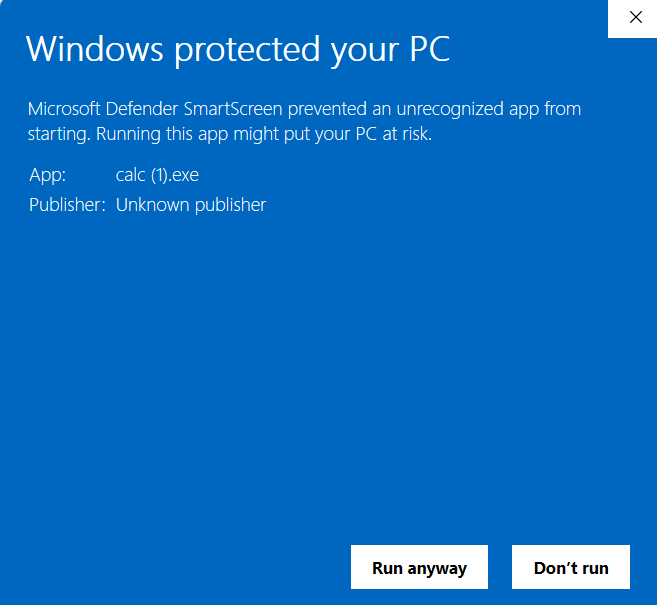 Windows protected your PC
Microsoft Defender SmartScreen prevented an unrecognized app from
starting. Running this app might put your PC at risk.
App: calc (1).exe
Publisher: Unknown publisher
Run anyway Don’t run